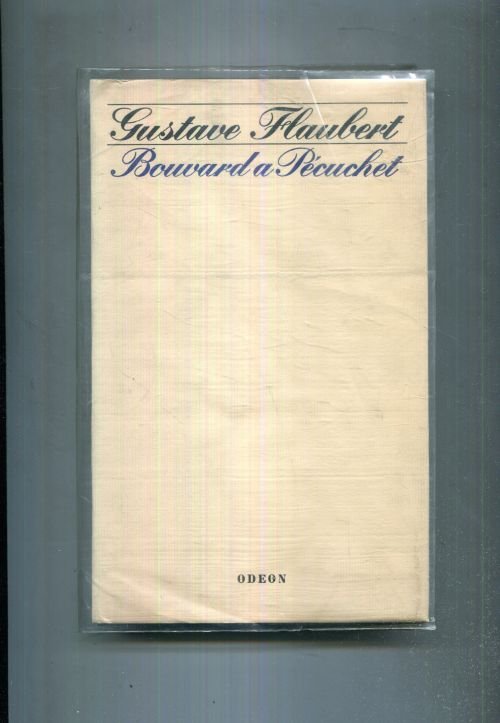 Gustave Flaubert
Bouvard a Pécuchet
ODEON